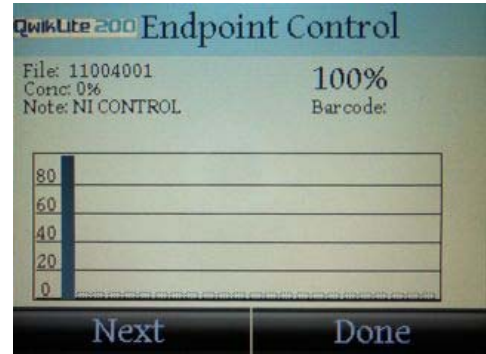 QwikLite 200 Endpoint Control
File: 11004001
Conc: 0%
Note: NI CONTROL
100%
Barcode:
80
60
40
20
0
Next
Done